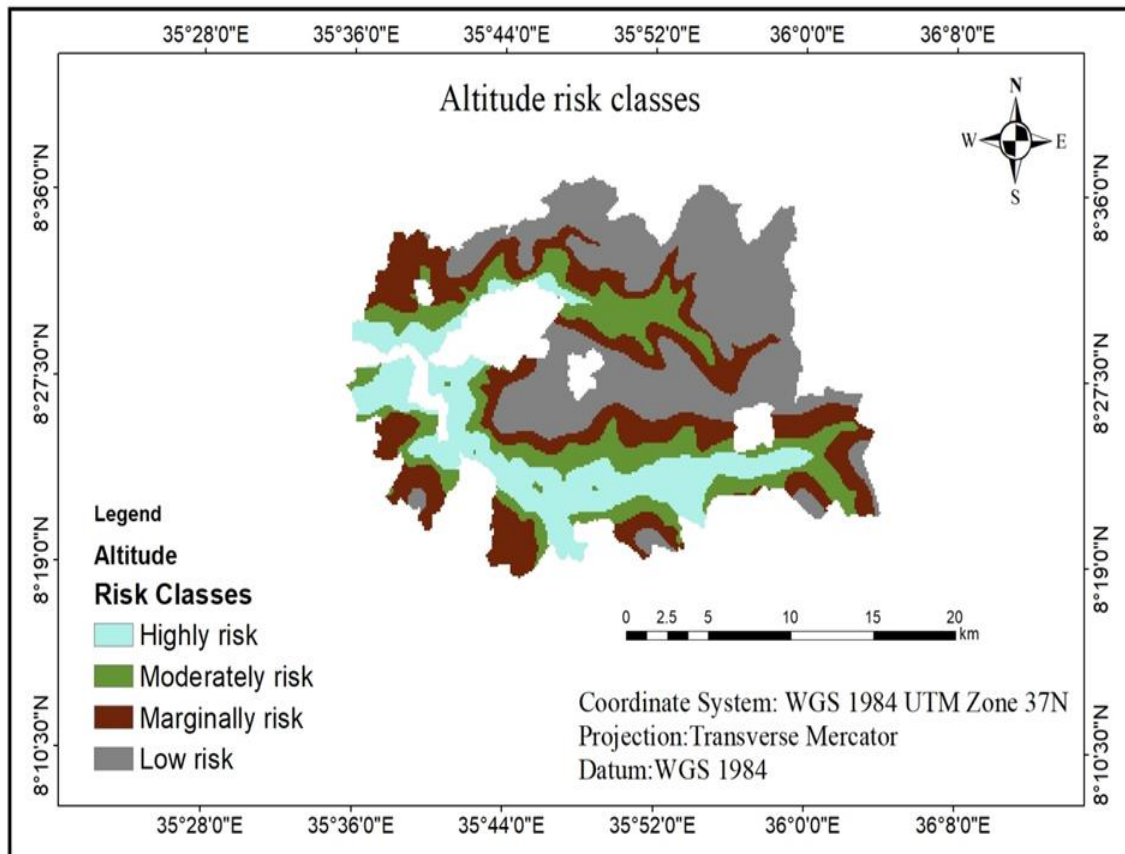 35°28'0"E 35°36'0"E 35°44'0"E 35°52'0"E 36°0'0"E 36°8'0"E
Altitude risk classes
N
W E
S
8°36'0"N 8°36'0"N
8°27'30"N 8°27'30"N
8°19'0"N 8°19'0"N
8°10'30"N 8°10'30"N
Legend
Altitude
Risk Classes
Highly risk
Moderately risk
Marginally risk
Low risk
0 2.5 5 10 15 20
km
Coordinate System: WGS 1984 UTM Zone 37N
Projection:Transverse Mercator
Datum:WGS 1984
35°28'0"E 35°36'0"E 35°44'0"E 35°52'0"E 36°0'0"E 36°8'0"E